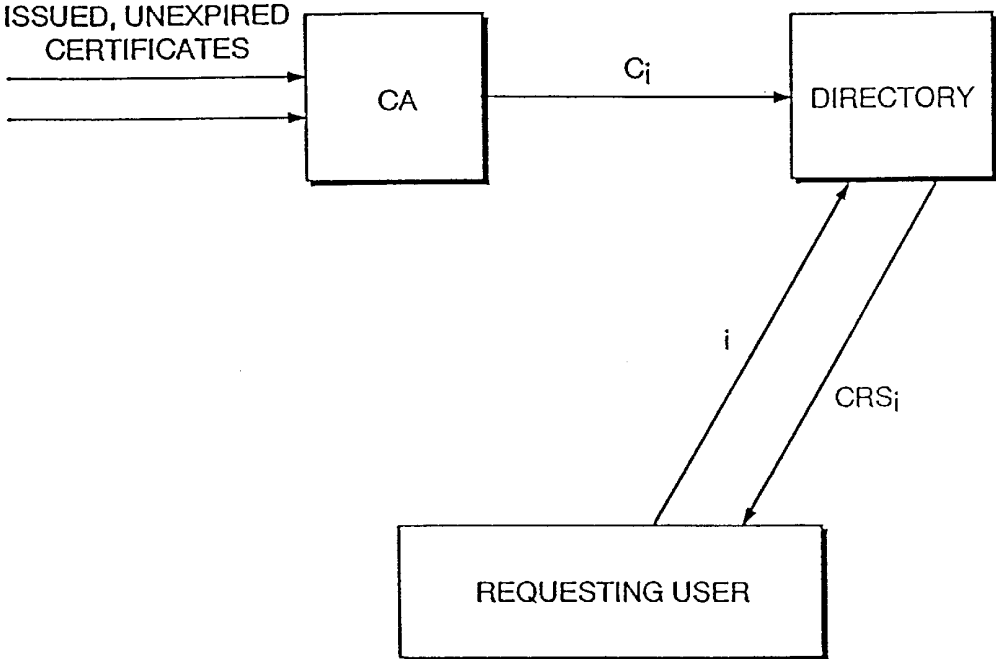 ISSUED, UNEXPIRED
CERTIFICATES
CA
Ci
DIRECTORY
i
CRSi
REQUESTING USER